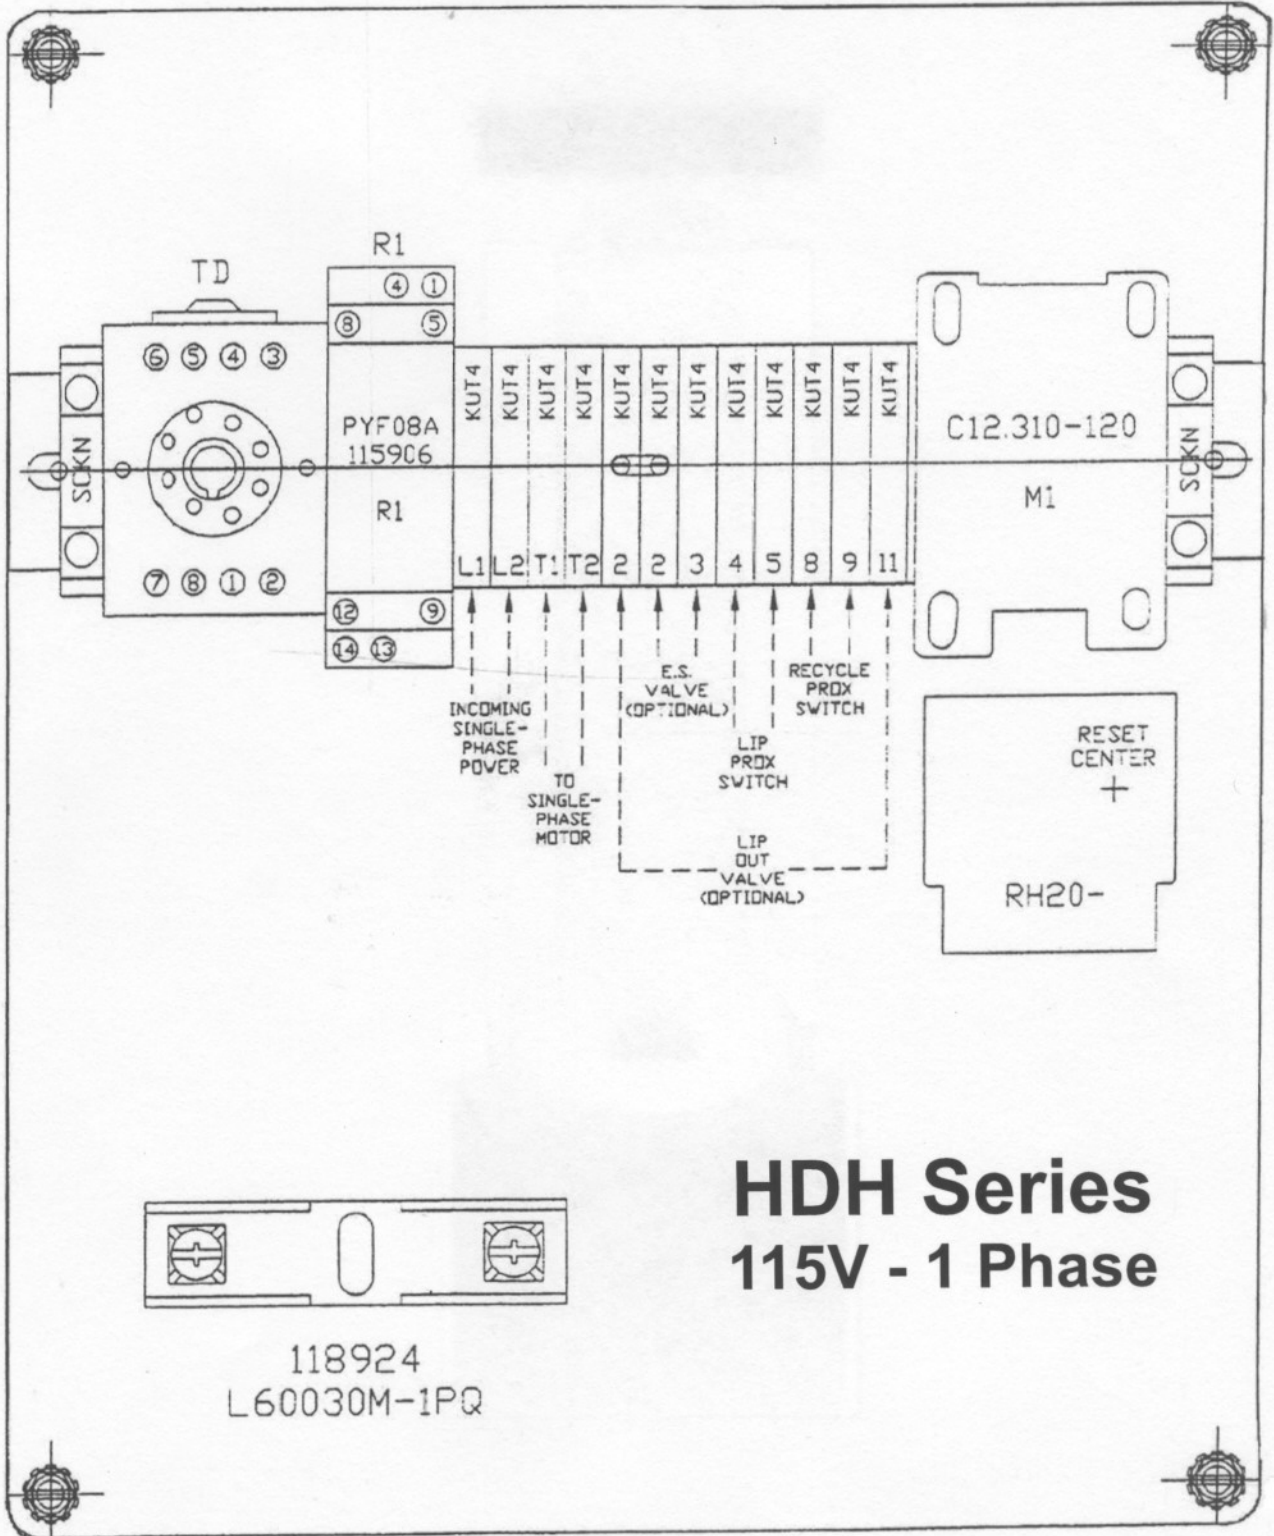 R1
TD
4 1
8 5
6 5 4 3
PYF08A
115906
R1
SCKN
7 8 1 2
12 9
14 13
KUT4 KUT4 KUT4 KUT4 KUT4 KUT4 KUT4 KUT4 KUT4 KUT4 KUT4 KUT4
L1 L2 T1 T2 2 2 3 4 5 8 9 11
C12.310-120
M1
SCKN
INCOMING
SINGLE-
PHASE
POWER
TO
SINGLE-
PHASE
MOTOR
E.S.
VALVE
(OPTIONAL)
LIP
PROX
SWITCH
RECYCLE
PROX
SWITCH
LIP
OUT
VALVE
(OPTIONAL)
RESET
CENTER
RH20-
HDH Series
115V - 1 Phase
118924
L60030M-1PQ